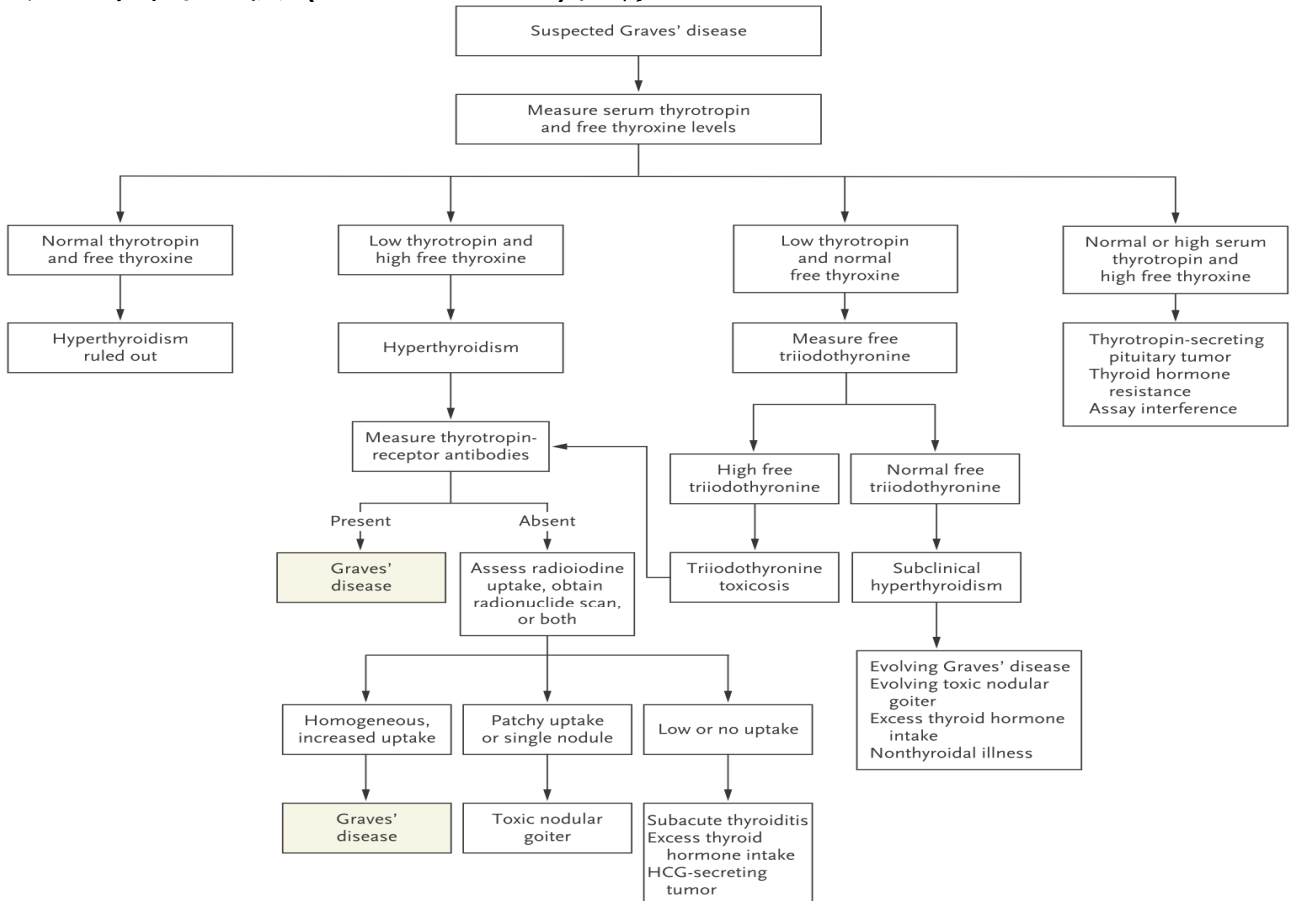 Suspected Graves' disease
Measure serum thyrotropin
and free thyroxine levels
Normal thyrotropin
and free thyroxine
Low thyrotropin and
high free thyroxine
Low thyrotropin
and normal
free thyroxine
Normal or high serum
thyrotropin and
high free thyroxine
Hyperthyroidism
ruled out
Hyperthyroidism
Measure free
triiodothyronine
Thyrotropin-secreting
pituitary tumor
Thyroid hormone
resistance
Assay interference
Measure thyrotropin-
receptor antibodies
High free
triiodothyronine
Normal free
triiodothyronine
Present
Absent
Graves'
disease
Assess radioiodine
uptake, obtain
radionuclide scan,
or both
Triiodothyronine
toxicosis
Subclinical
hyperthyroidism
Evolving Graves' disease
Evolving toxic nodular
goiter
Excess thyroid hormone
intake
Nonthyroidal illness
Homogeneous,
increased uptake
Patchy uptake
or single nodule
Low or no uptake
Graves'
disease
Toxic nodular
goiter
Subacute thyroiditis
Excess thyroid
hormone intake
HCG-secreting
tumor